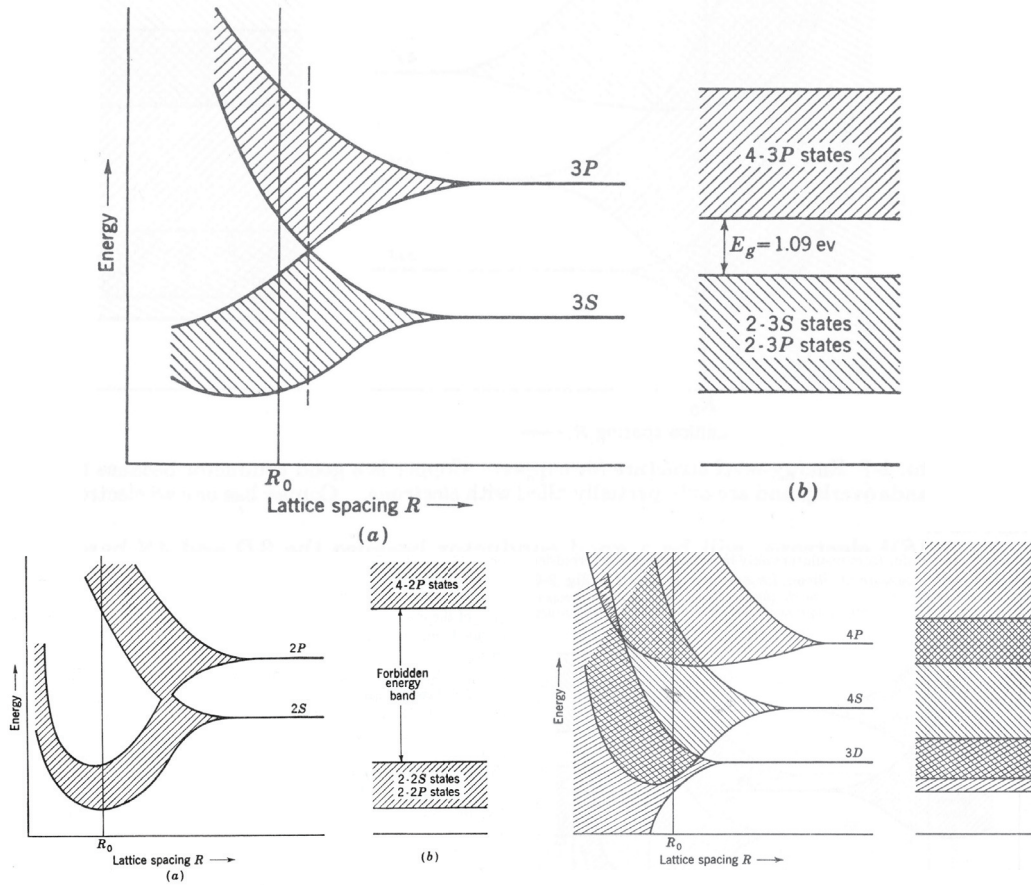 3P
4-3P states
E_g = 1.09 ev
Energy
3S
2-3S states
2-3P states
R₀
Lattice spacing R
(a)
(b)
2P
2S
Energy
R₀
Lattice spacing R
(a)
4-2P states
Forbidden
energy
band
2-2S states
2-2P states
(b)
4P
4S
3D
Energy
R₀
Lattice spacing R